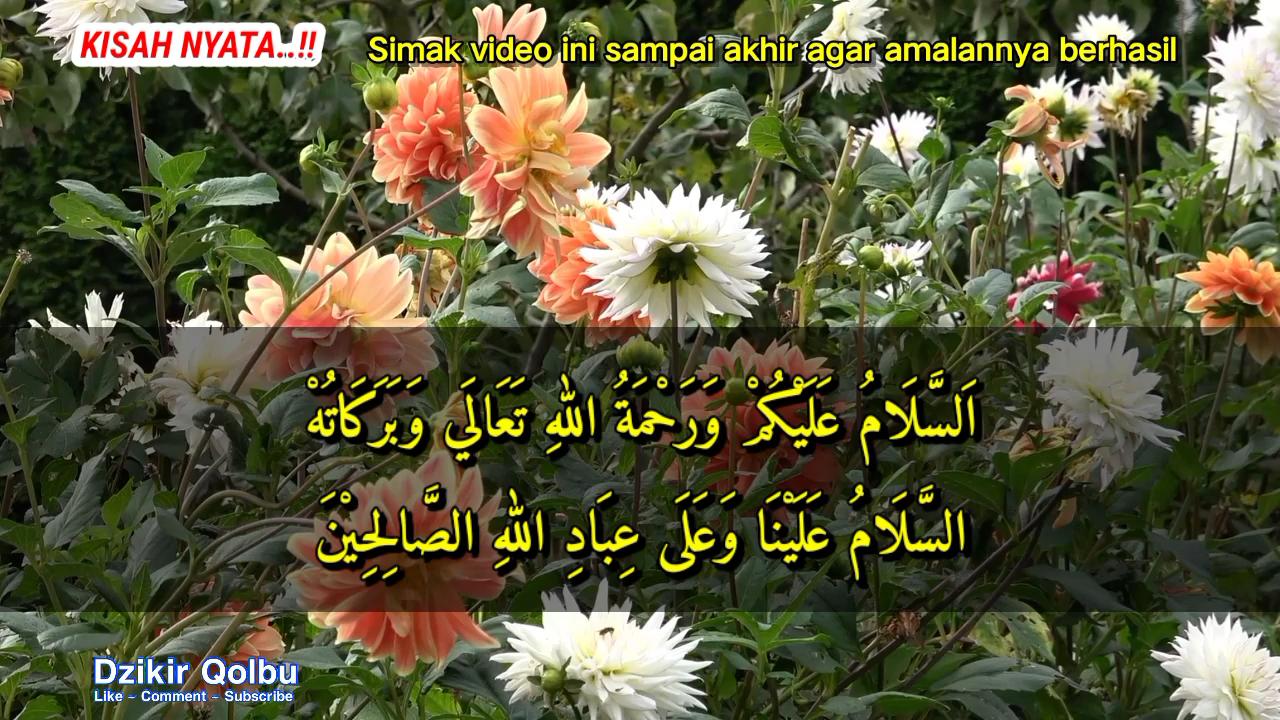 KISAH NYATA...!!
Simak video ini sampai akhir agar amalannya berhasil
اَلسَّلَامُ عَلَيْكُمْ وَرَحْمَةُ اللهِ تَعَالَي وَبَرَكَاتُهْ
السَّلَامُ عَلَيْنَا وَعَلَى عِبَادِ اللهِ الصَّالِحِيْنَ
Dzikir Qolbu
Like ~ Comment ~ Subscribe